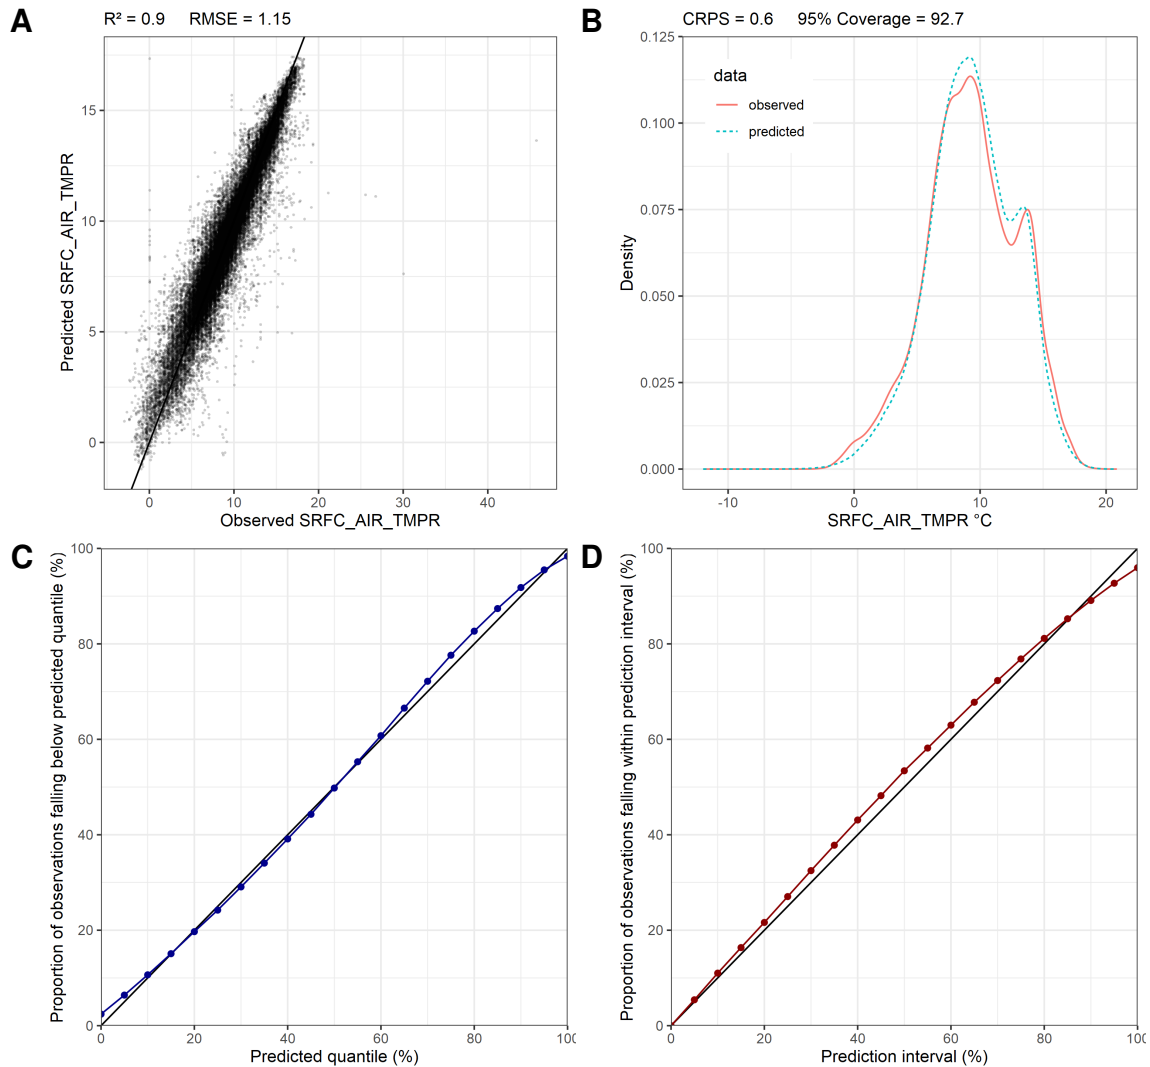 A
R² = 0.9 RMSE = 1.15
Predicted SRFC_AIR_TMPR
15
10
5
0
0 10 20 30 40
Observed SRFC_AIR_TMPR
B
CRPS = 0.6 95% Coverage = 92.7
Density
0.125
0.100
0.075
0.050
0.025
0.000
data
observed
predicted
-10 0 10 20
SRFC_AIR_TMPR °C
C
Proportion of observations falling below predicted quantile (%)
100
80
60
40
20
0
0 20 40 60 80 100
Predicted quantile (%)
D
Proportion of observations falling within prediction interval (%)
100
80
60
40
20
0
0 20 40 60 80 100
Prediction interval (%)